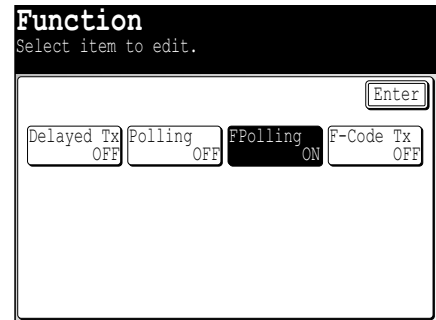 Function
Select item to edit.
Enter
Delayed Tx Polling FPolling F-Code Tx
OFF OFF ON OFF